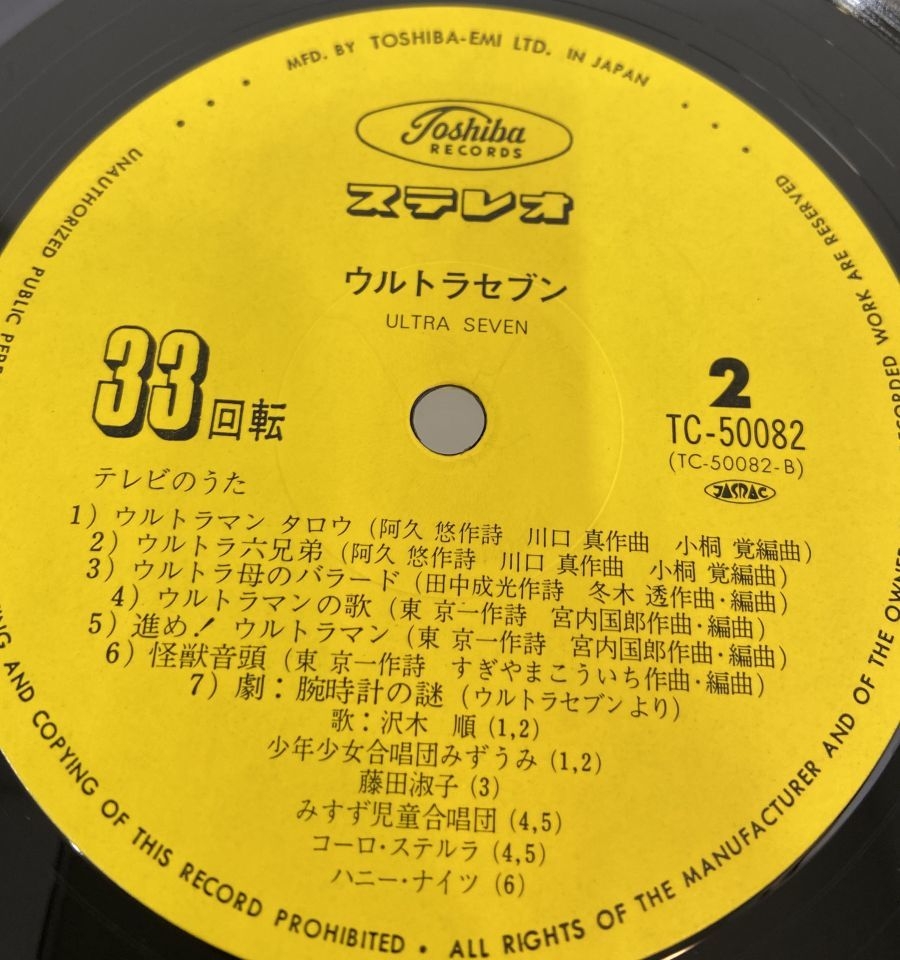 MFD. BY TOSHIBA-EMI LTD. IN JAPAN
Toshiba
RECORDS
ステレオ
ウルトラセブン
ULTRA SEVEN
33回転
2
TC-50082
(TC-50082-B)
JASRAC
テレビのうた
1) ウルトラマン タロウ (阿久 悠作詩 川口 真作曲 小桐 覚編曲)
2) ウルトラ六兄弟 (阿久 悠作詩 川口 真作曲 小桐 覚編曲)
3) ウルトラ母のバラード (田中成光作詩 冬木 透作曲・編曲)
4) ウルトラマンの歌 (東 京一作詩 宮内国郎作曲・編曲)
5) 進め! ウルトラマン (東 京一作詩 宮内国郎作曲・編曲)
6) 怪獣音頭 (東 京一作詩 すぎやまこういち作曲・編曲)
7) 劇:腕時計の謎 (ウルトラセブンより)
歌:沢木 順 (1,2)
少年少女合唱団みずうみ (1,2)
藤田淑子 (3)
みすず児童合唱団 (4,5)
コーロ・ステルラ (4,5)
ハニー・ナイツ (6)
UNAUTHORIZED PUBLIC
AND COPYING OF THIS RECORD PROHIBITED • ALL RIGHTS OF THE MANUFACTURER AND OF THE OWNER
WORK ARE RESERVED